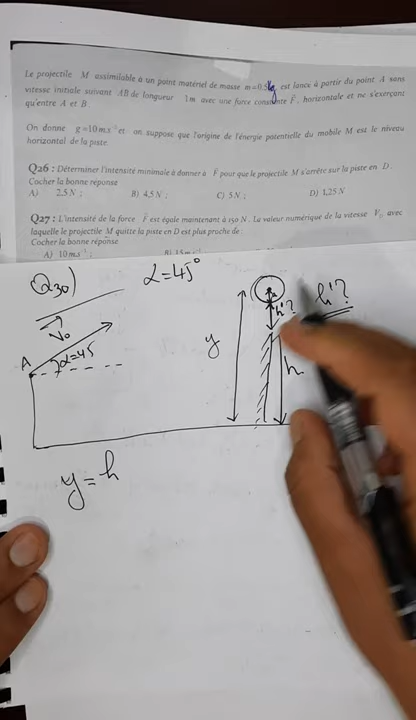 Le projectile M assimilable à un point matériel de masse m=0.5kg est lancé à partir du point A sans
vitesse initiale suivant AB de longueur 1m avec une force constante F, horizontale et ne s'exerçant
qu'entre A et B.
On donne g=10m.s⁻² et on suppose que l'origine de l'énergie potentielle du mobile M est le niveau
horizontal de la piste.
Q26 : Déterminer l'intensité minimale à donner à F pour que le projectile M s'arrête sur la piste en D.
Cocher la bonne réponse
A) 2.5 N ; B) 4,5 N ; C) 5 N ; D) 1,25 N
Q27 : L'intensité de la force F est égale maintenant à 150 N. La valeur numérique de la vitesse V₀ avec
laquelle le projectile M quitte la piste en D est plus proche de :
Cocher la bonne réponse
A) 10 m.s⁻¹ ;
Q30) α=45°
V₀
A α=45
y h'? h'?
h
y=h